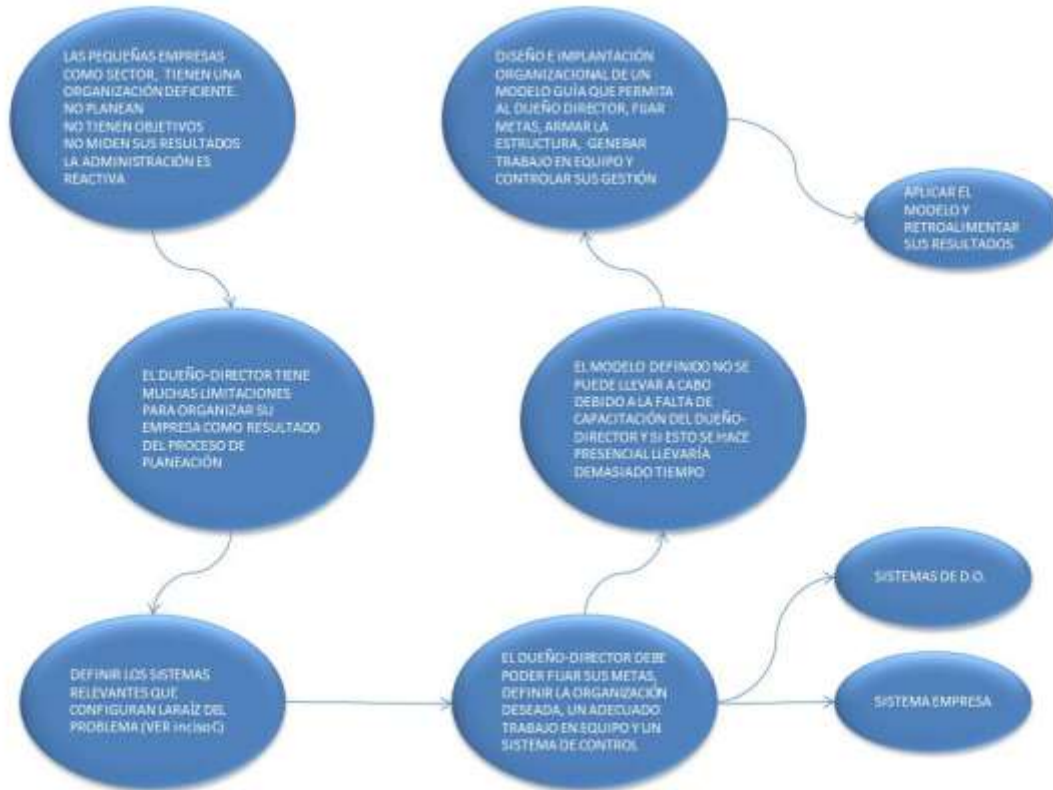 LAS PEQUEÑAS EMPRESAS
COMO SECTOR, TIENEN UNA
ORGANIZACIÓN DEFICIENTE.
NO PLANEAN
NO TIENEN OBJETIVOS
NO MIDEN SUS RESULTADOS
LA ADMINISTRACIÓN ES
REACTIVA
EL DUEÑO-DIRECTOR TIENE
MUCHAS LIMITACIONES
PARA ORGANIZAR SU
EMPRESA COMO RESULTADO
DEL PROCESO DE
PLANEACIÓN
DEFINIR LOS SISTEMAS
RELEVANTES QUE
CONFIGURAN LARAÍZ DEL
PROBLEMA (VER incisoC)
EL DUEÑO-DIRECTOR DEBE
PODER FIJAR SUS METAS,
DEFINIR LA ORGANIZACIÓN
DESEADA, UN ADECUADO
TRABAJO EN EQUIPO Y UN
SISTEMA DE CONTROL
SISTEMAS DE D.O.
SISTEMA EMPRESA
EL MODELO DEFINIDO NO SE
PUEDE LLEVAR A CABO
DEBIDO A LA FALTA DE
CAPACITACIÓN DEL DUEÑO-
DIRECTOR Y SI ESTO SE HACE
PRESENCIAL LLEVARÍA
DEMASIADO TIEMPO
DISEÑO E IMPLANTACIÓN
ORGANIZACIONAL DE UN
MODELO GUÍA QUE PERMITA
AL DUEÑO DIRECTOR, FIJAR
METAS, ARMAR LA
ESTRUCTURA, GENERAR
TRABAJO EN EQUIPO Y
CONTROLAR SUS GESTIÓN
APLICAR EL
MODELO Y
RETROALIMENTAR
SUS RESULTADOS